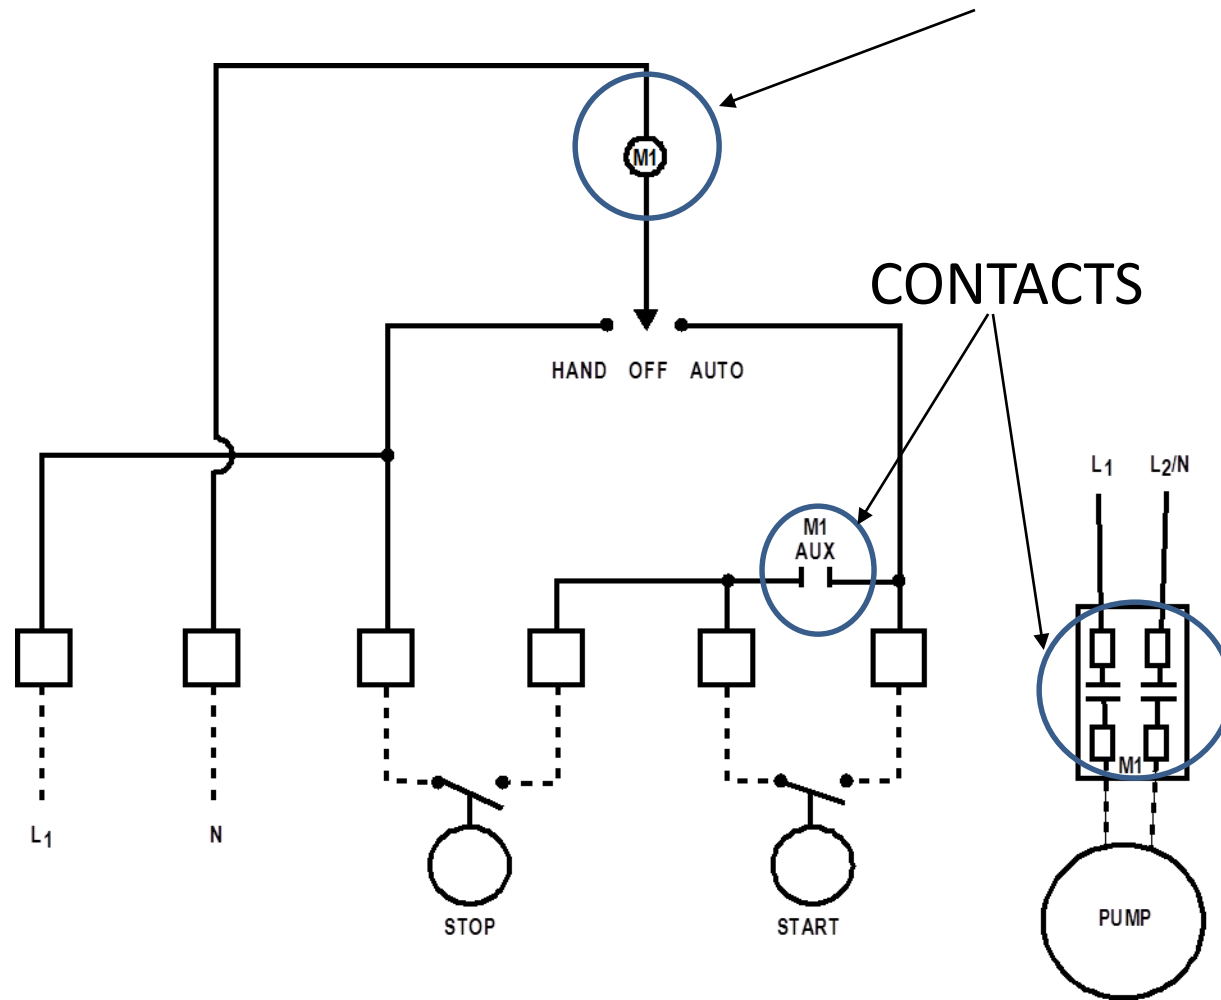 M1
CONTACTS
HAND OFF AUTO
L1 L2/N
M1
AUX
M1
L1 N
STOP START
PUMP